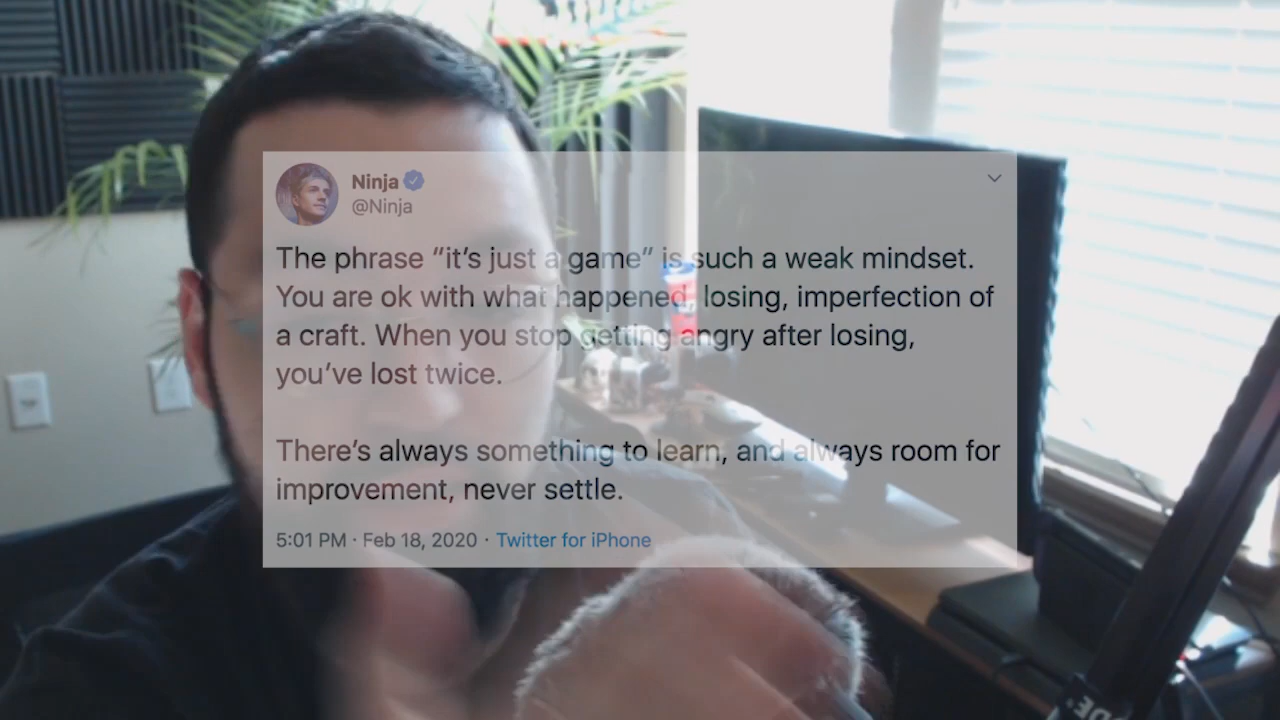 Ninja
@Ninja
The phrase “it’s just a game” is such a weak mindset.
You are ok with what happened, losing, imperfection of
a craft. When you stop getting angry after losing,
you’ve lost twice.
There’s always something to learn, and always room for
improvement, never settle.
5:01 PM · Feb 18, 2020 · Twitter for iPhone